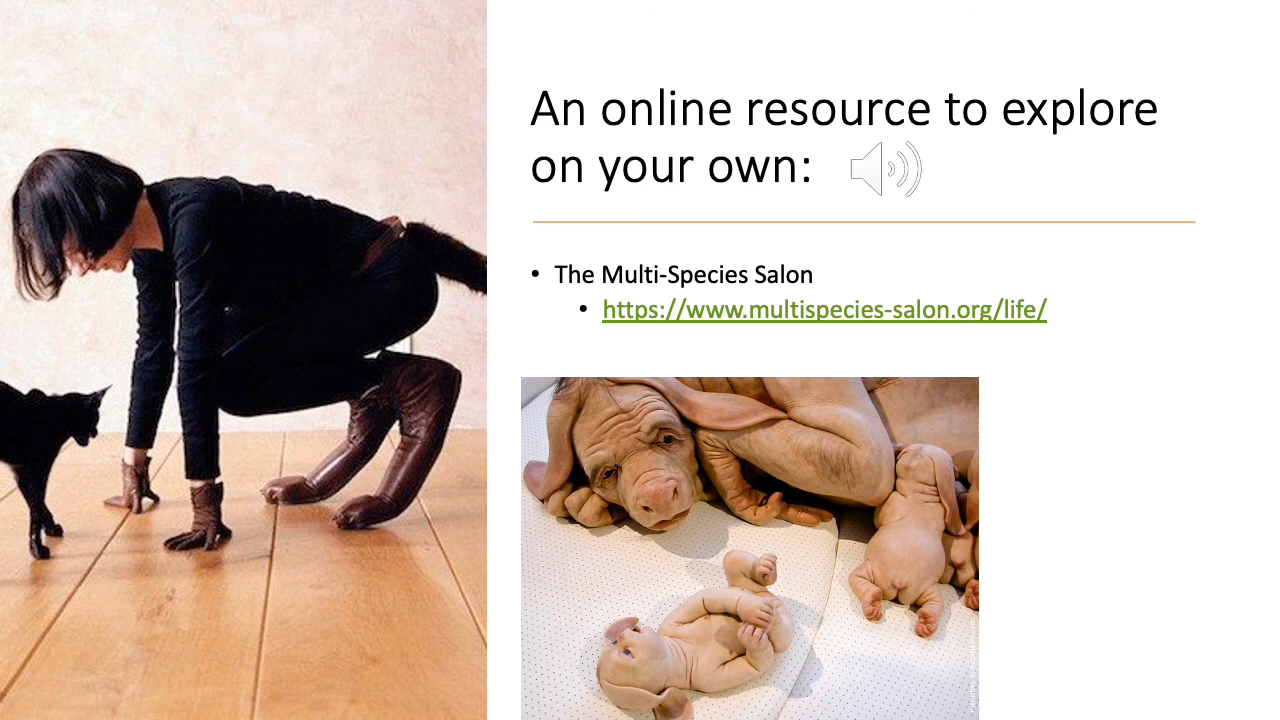 An online resource to explore
on your own:
• The Multi-Species Salon
• https://www.multispecies-salon.org/life/